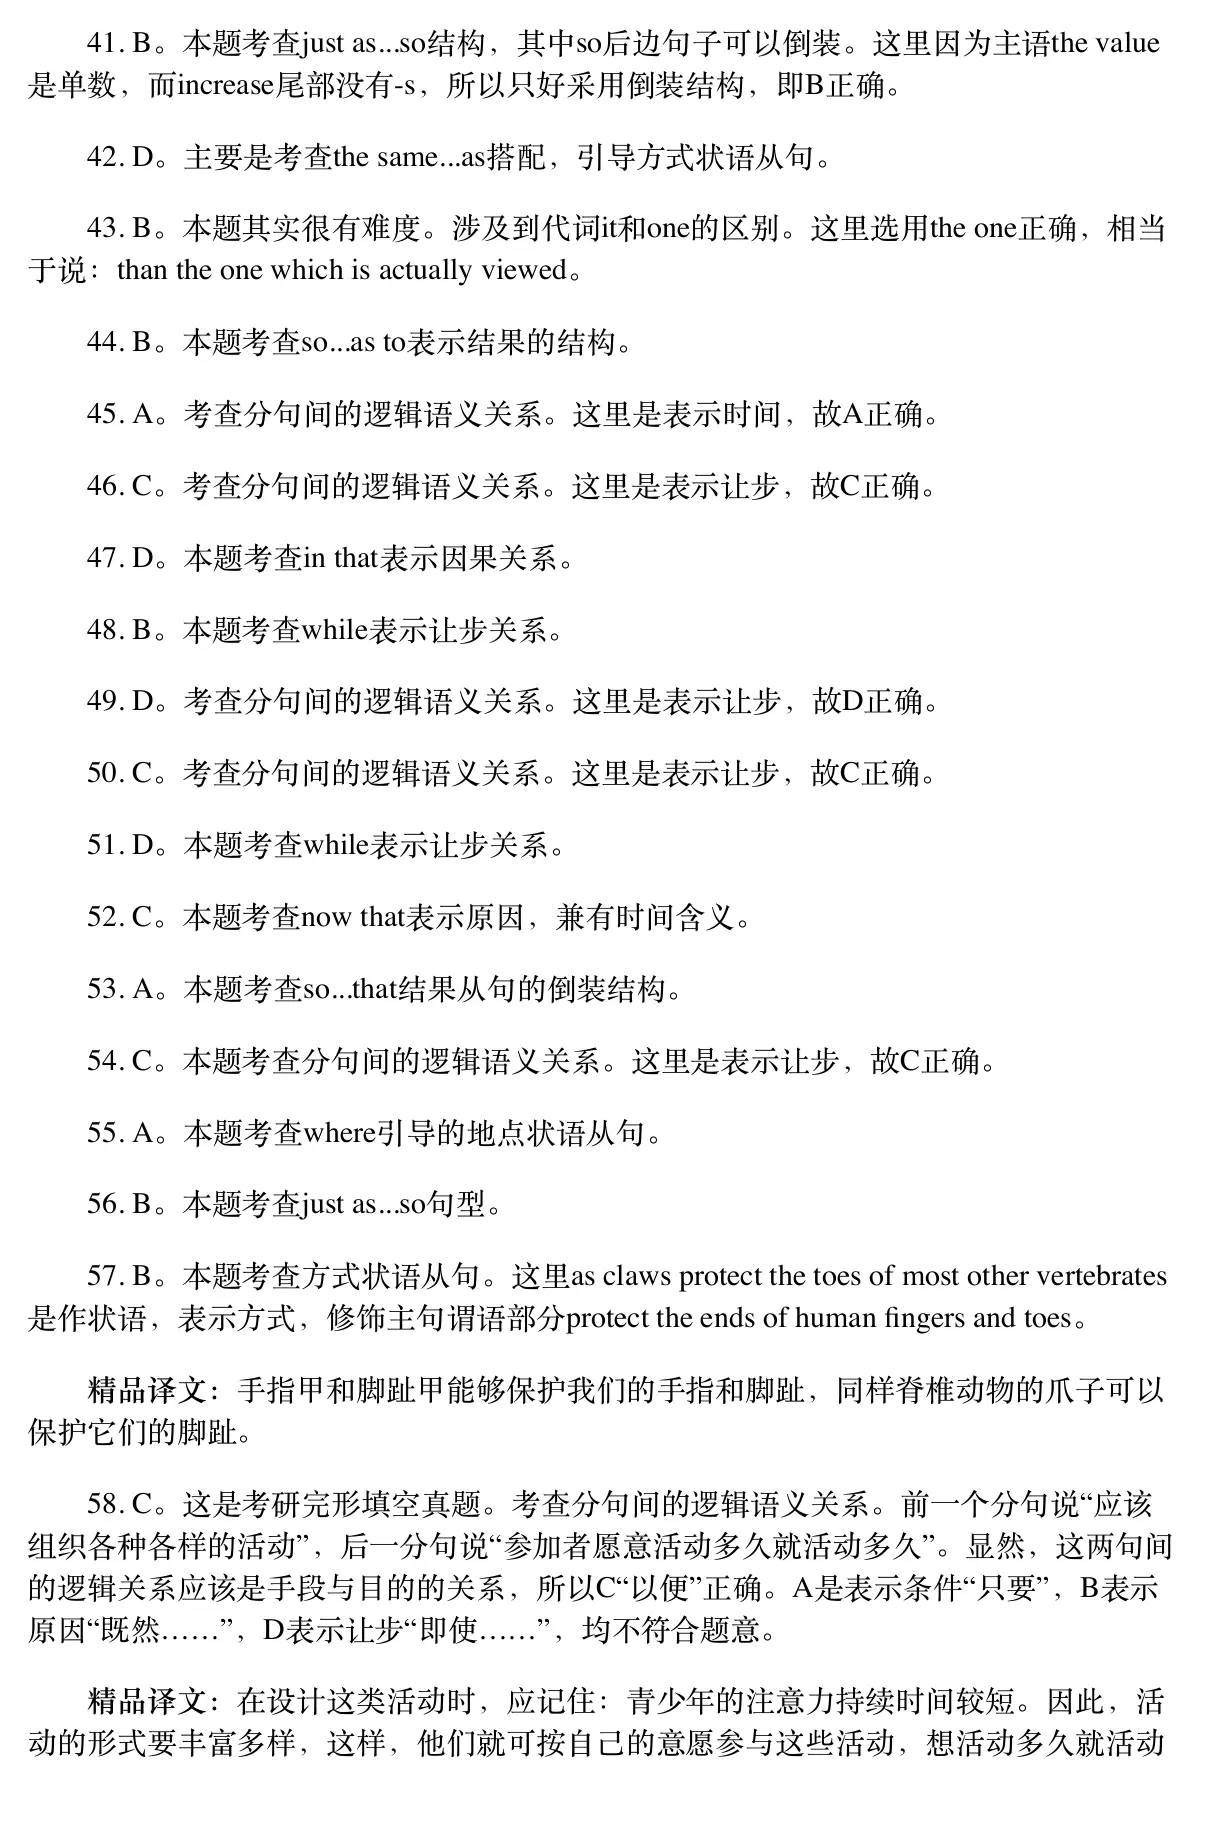 41. B。本题考查just as...so结构，其中so后边句子可以倒装。这里因为主语the value
是单数，而increase尾部没有-s，所以只好采用倒装结构，即B正确。
42. D。主要是考查the same...as搭配，引导方式状语从句。
43. B。本题其实很有难度。涉及到代词it和one的区别。这里选用the one正确，相当
于说：than the one which is actually viewed。
44. B。本题考查so...as to表示结果的结构。
45. A。考查分句间的逻辑语义关系。这里是表示时间，故A正确。
46. C。考查分句间的逻辑语义关系。这里是表示让步，故C正确。
47. D。本题考查in that表示因果关系。
48. B。本题考查while表示让步关系。
49. D。考查分句间的逻辑语义关系。这里是表示让步，故D正确。
50. C。考查分句间的逻辑语义关系。这里是表示让步，故C正确。
51. D。本题考查while表示让步关系。
52. C。本题考查now that表示原因，兼有时间含义。
53. A。本题考查so...that结果从句的倒装结构。
54. C。本题考查分句间的逻辑语义关系。这里是表示让步，故C正确。
55. A。本题考查where引导的地点状语从句。
56. B。本题考查just as...so句型。
57. B。本题考查方式状语从句。这里as claws protect the toes of most other vertebrates
是作状语，表示方式，修饰主句谓语部分protect the ends of human fingers and toes。
精品译文：手指甲和脚趾甲能够保护我们的手指和脚趾，同样脊椎动物的爪子可以
保护它们的脚趾。
58. C。这是考研完形填空真题。考查分句间的逻辑语义关系。前一个分句说“应该
组织各种各样的活动”，后一分句说“参加者愿意活动多久就活动多久”。显然，这两句间
的逻辑关系应该是手段与目的的关系，所以C“以便”正确。A是表示条件“只要”，B表示
原因“既然……”，D表示让步“即使……”，均不符合题意。
精品译文：在设计这类活动时，应记住：青少年的注意力持续时间较短。因此，活
动的形式要丰富多样，这样，他们就可按自己的意愿参与这些活动，想活动多久就活动